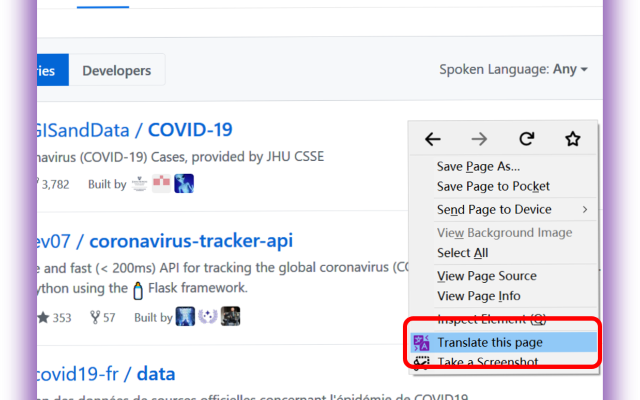 ries
Developers
Spoken Language: Any
GISandData / COVID-19
navirus (COVID-19) Cases, provided by JHU CSSE
3,782 Built by
ev07 / coronavirus-tracker-api
e and fast (< 200ms) API for tracking the global coronavirus (CO
ython using the Flask framework.
353 57 Built by
covid19-fr / data
on des données de sources officielles concernant l'épidémie de COVID19
Save Page As...
Save Page to Pocket
Send Page to Device
View Background Image
Select All
View Page Source
View Page Info
Inspect Element (Q)
Translate this page
Take a Screenshot